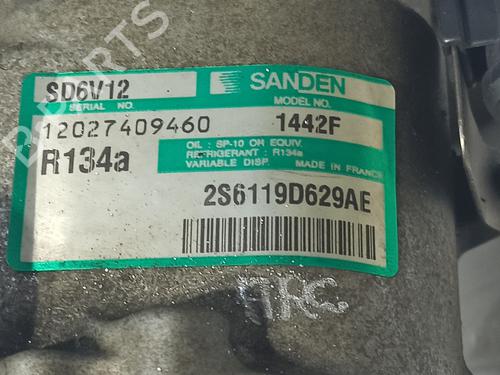 SD6V12
SANDEN
SERIAL NO.
MODEL NO.
12027409460
1442F
R134a
OIL : SP-10 OR EQUIV.
REFRIGERANT : R134a
VARIABLE DISP. MADE IN FRANCE
2S6119D629AE
B-PARTS